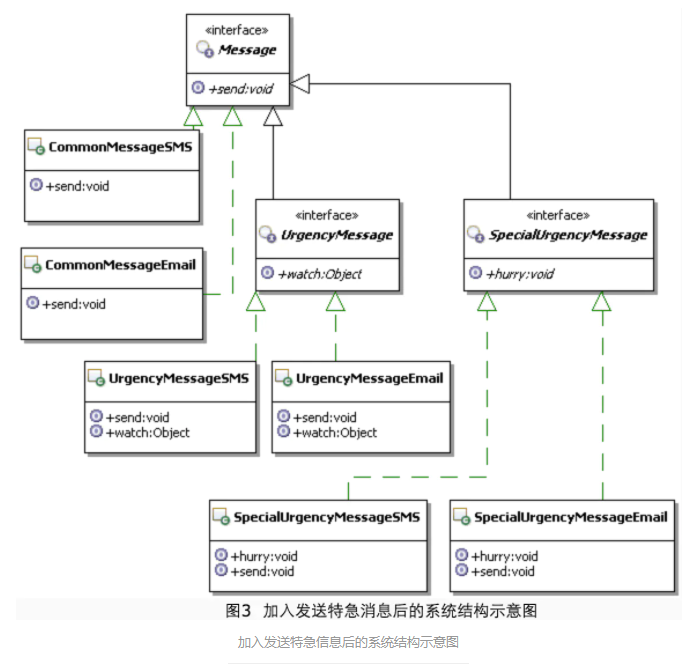 «interface»
Message
+send:void
CommonMessageSMS
+send:void
«interface»
UrgencyMessage
+watch:Object
«interface»
SpecialUrgencyMessage
+hurry:void
CommonMessageEmail
+send:void
UrgencyMessageSMS
+send:void
+watch:Object
UrgencyMessageEmail
+send:void
+watch:Object
SpecialUrgencyMessageSMS
+hurry:void
+send:void
SpecialUrgencyMessageEmail
+hurry:void
+send:void
图3 加入发送特急消息后的系统结构示意图
加入发送特急信息后的系统结构示意图